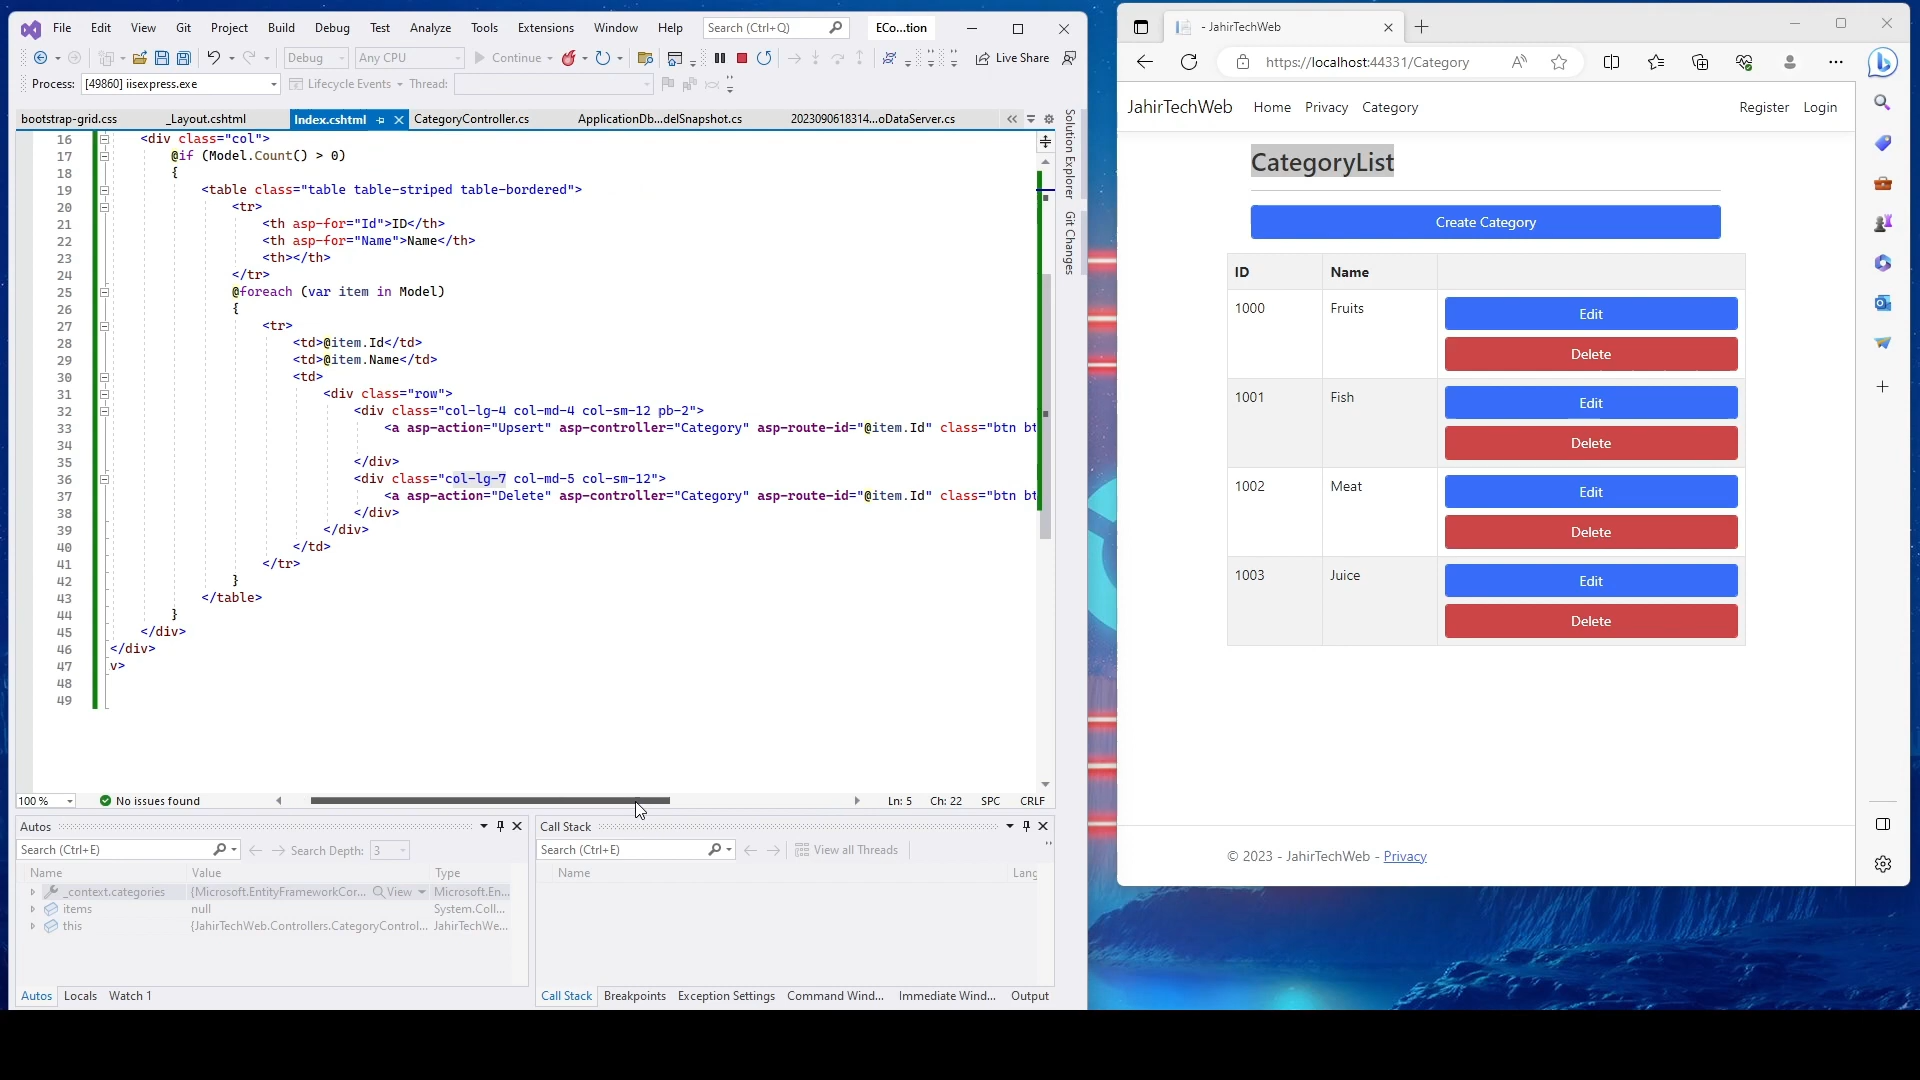 File Edit View Git Project Build Debug Test Analyze Tools Extensions Window Help Search (Ctrl+Q) ECo...tion
Debug Any CPU Continue Live Share
Process: [49860] iisexpress.exe Lifecycle Events Thread:
bootstrap-grid.css _Layout.cshtml Index.cshtml CategoryController.cs ApplicationDb...delSnapshot.cs 2023090618314...oDataServer.cs
Solution Explorer
Git Changes
16 <div class="col">
17 @if (Model.Count() > 0)
18 {
19 <table class="table table-striped table-bordered">
20 <tr>
21 <th asp-for="Id">ID</th>
22 <th asp-for="Name">Name</th>
23 <th></th>
24 </tr>
25 @foreach (var item in Model)
26 {
27 <tr>
28 <td>@item.Id</td>
29 <td>@item.Name</td>
30 <td>
31 <div class="row">
32 <div class="col-lg-4 col-md-4 col-sm-12 pb-2">
33 <a asp-action="Upsert" asp-controller="Category" asp-route-id="@item.Id" class="btn bt
34
35 </div>
36 <div class="col-lg-7 col-md-5 col-sm-12">
37 <a asp-action="Delete" asp-controller="Category" asp-route-id="@item.Id" class="btn bt
38 </div>
39 </div>
40 </td>
41 </tr>
42 }
43 </table>
44 }
45 </div>
46 </div>
47 v>
48
49
100 % No issues found Ln: 5 Ch: 22 SPC CRLF
Autos
Search (Ctrl+E) Search Depth: 3
Name Value Type
_context.categories {Microsoft.EntityFrameworkCor... View Microsoft.En...
items null System.Coll...
this {JahirTechWeb.Controllers.CategoryControl... JahirTechWe...
Autos Locals Watch 1
Call Stack
Search (Ctrl+E) View all Threads
Name Lang
Call Stack Breakpoints Exception Settings Command Wind... Immediate Wind... Output
- JahirTechWeb
https://localhost:44331/Category
JahirTechWeb Home Privacy Category Register Login
CategoryList
Create Category
ID Name
1000 Fruits Edit
Delete
1001 Fish Edit
Delete
1002 Meat Edit
Delete
1003 Juice Edit
Delete
© 2023 - JahirTechWeb - Privacy